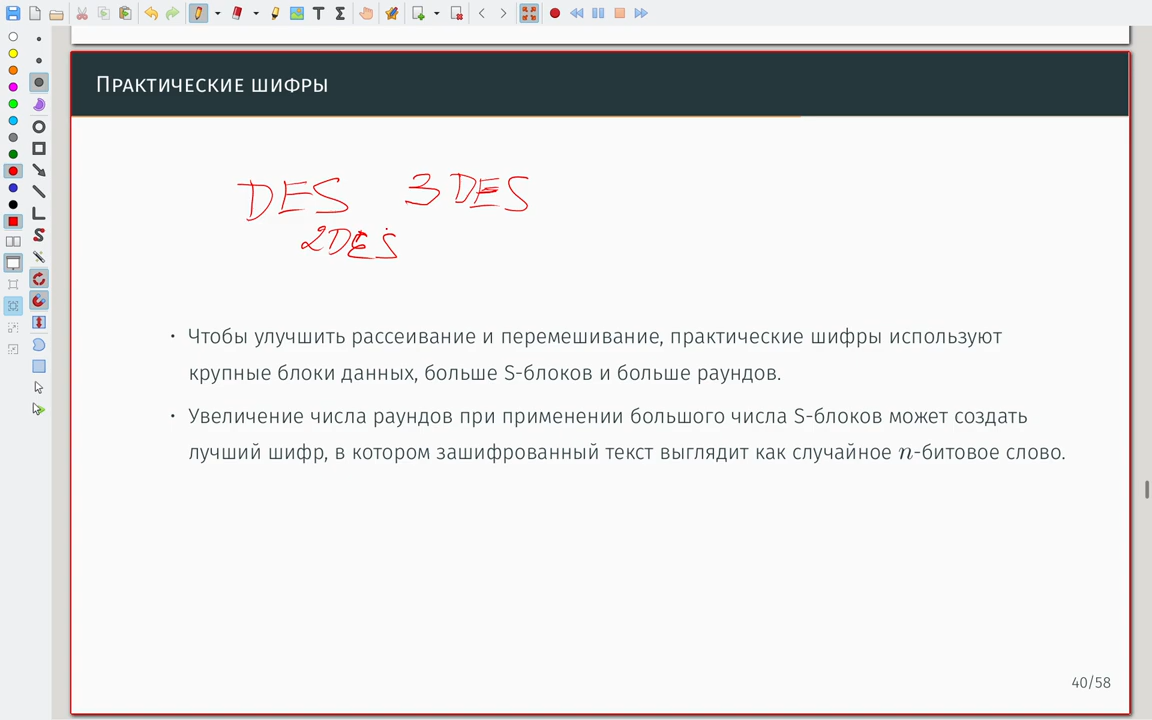 Практические шифры
DES 3DES
2DES
• Чтобы улучшить рассеивание и перемешивание, практические шифры используют
крупные блоки данных, больше S-блоков и больше раундов.
• Увеличение числа раундов при применении большого числа S-блоков может создать
лучший шифр, в котором зашифрованный текст выглядит как случайное n-битовое слово.
40/58